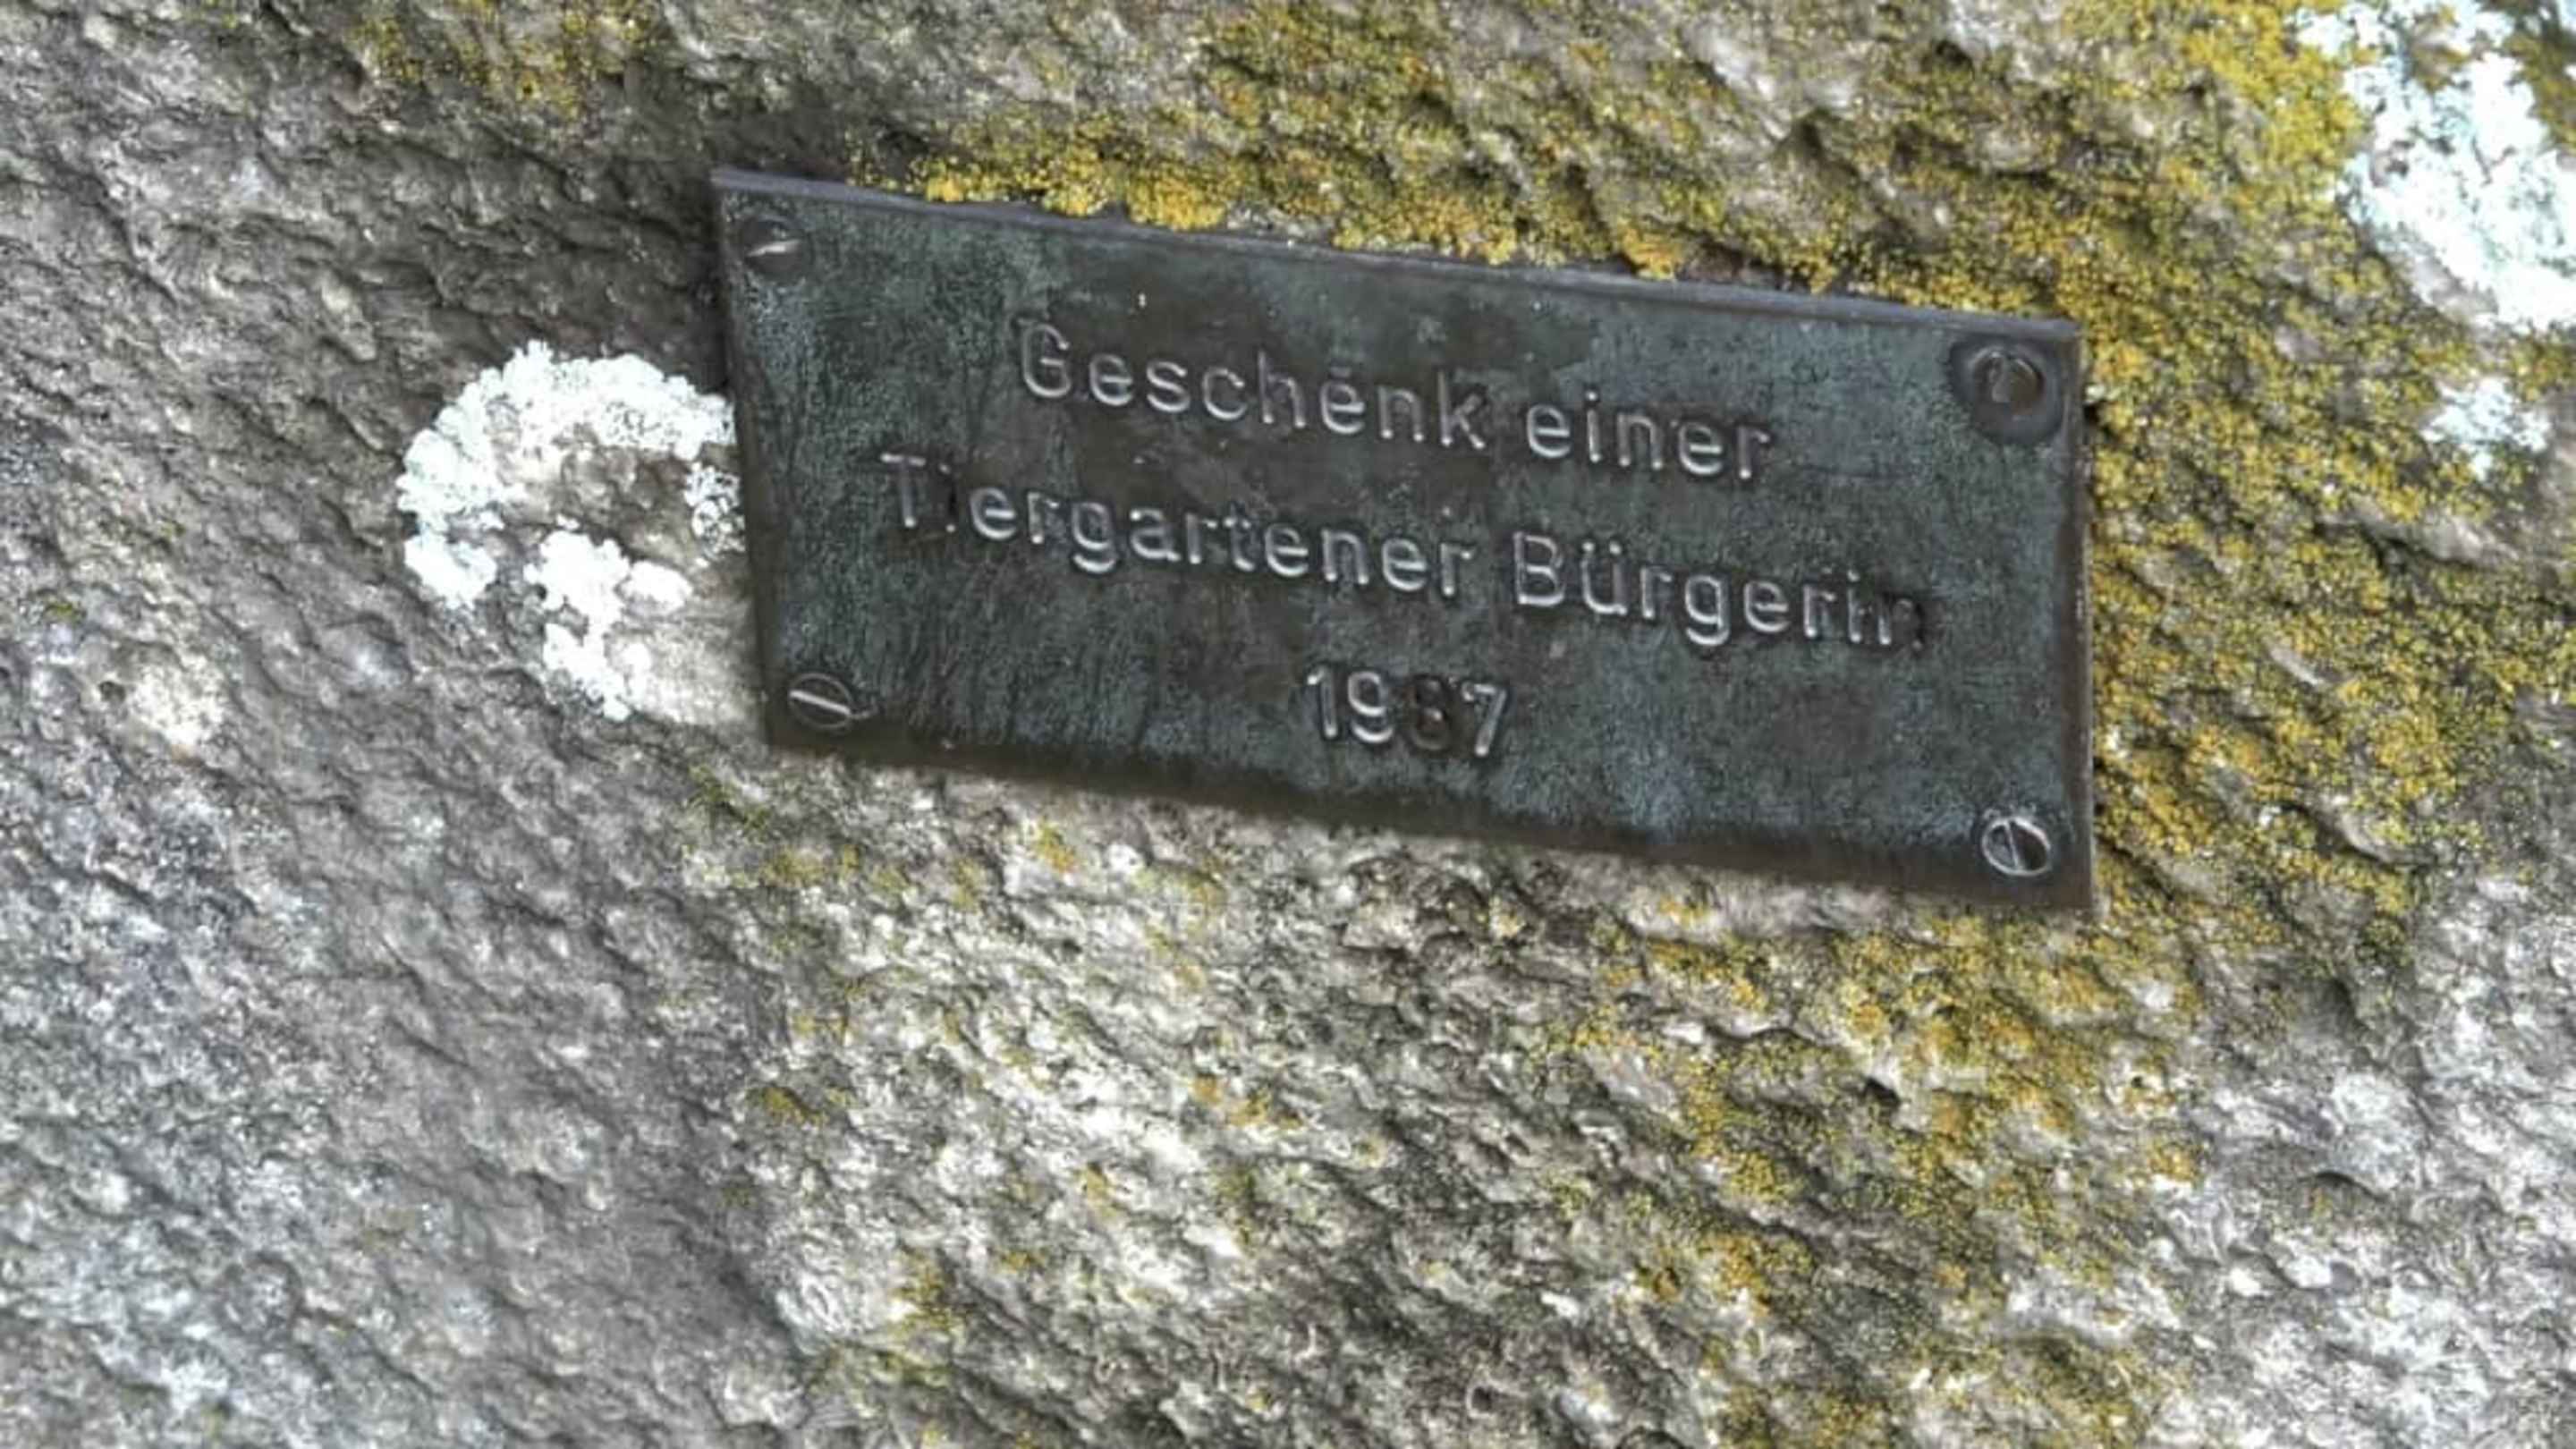 Geschenk einer
Tiergartener Bürgerin
1987